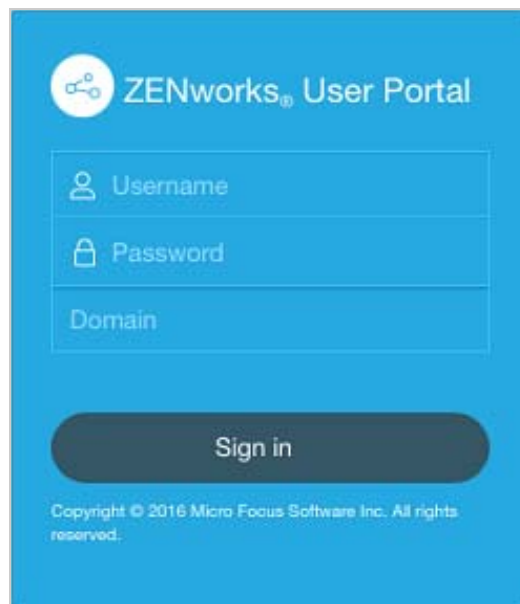 ZENworks® User Portal
Username
Password
Domain
Sign in
Copyright © 2016 Micro Focus Software Inc. All rights
reserved.